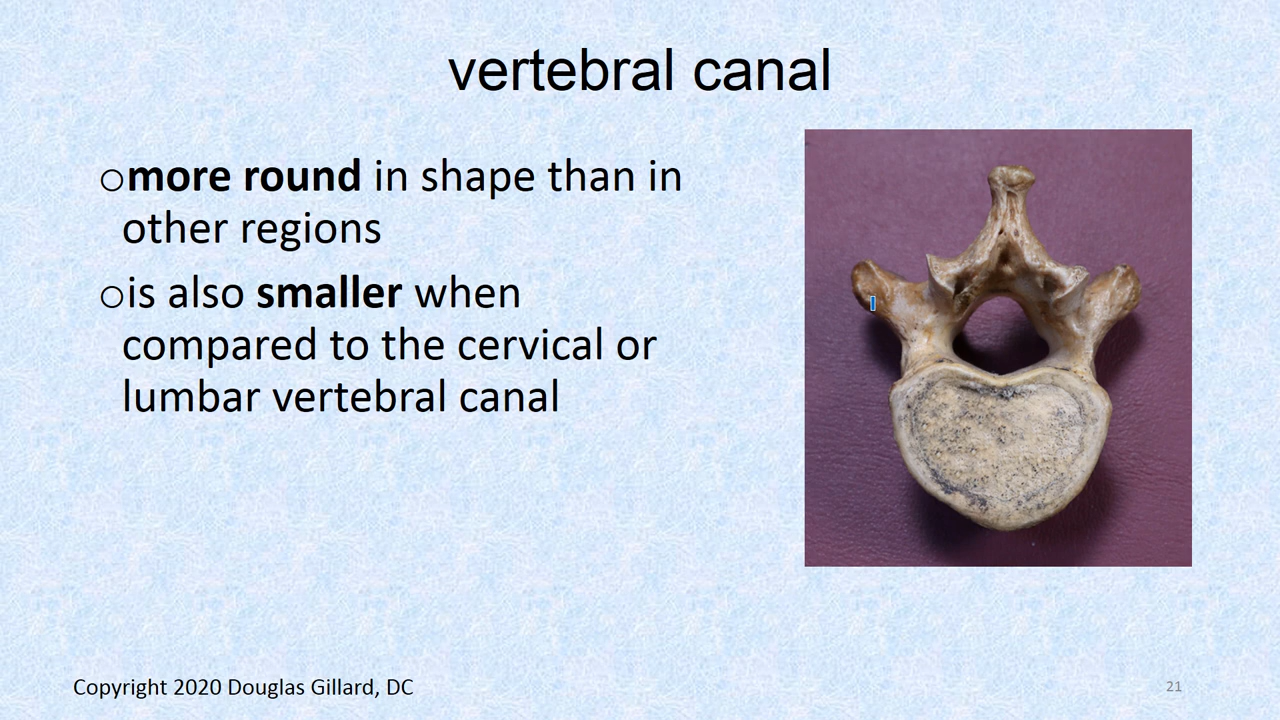 vertebral canal
○more round in shape than in
other regions
○is also smaller when
compared to the cervical or
lumbar vertebral canal
Copyright 2020 Douglas Gillard, DC
21